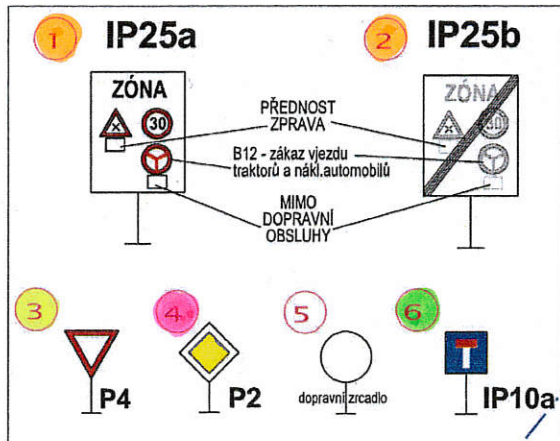 1 IP25a
2 IP25b
ZÓNA
30
ZÓNA
30
PŘEDNOST
ZPRAVA
B12 - zákaz vjezdu
traktorů a nákl.automobilů
MIMO
DOPRAVNÍ
OBSLUHY
3
P4
4
P2
5
dopravní zrcadlo
6
IP10a